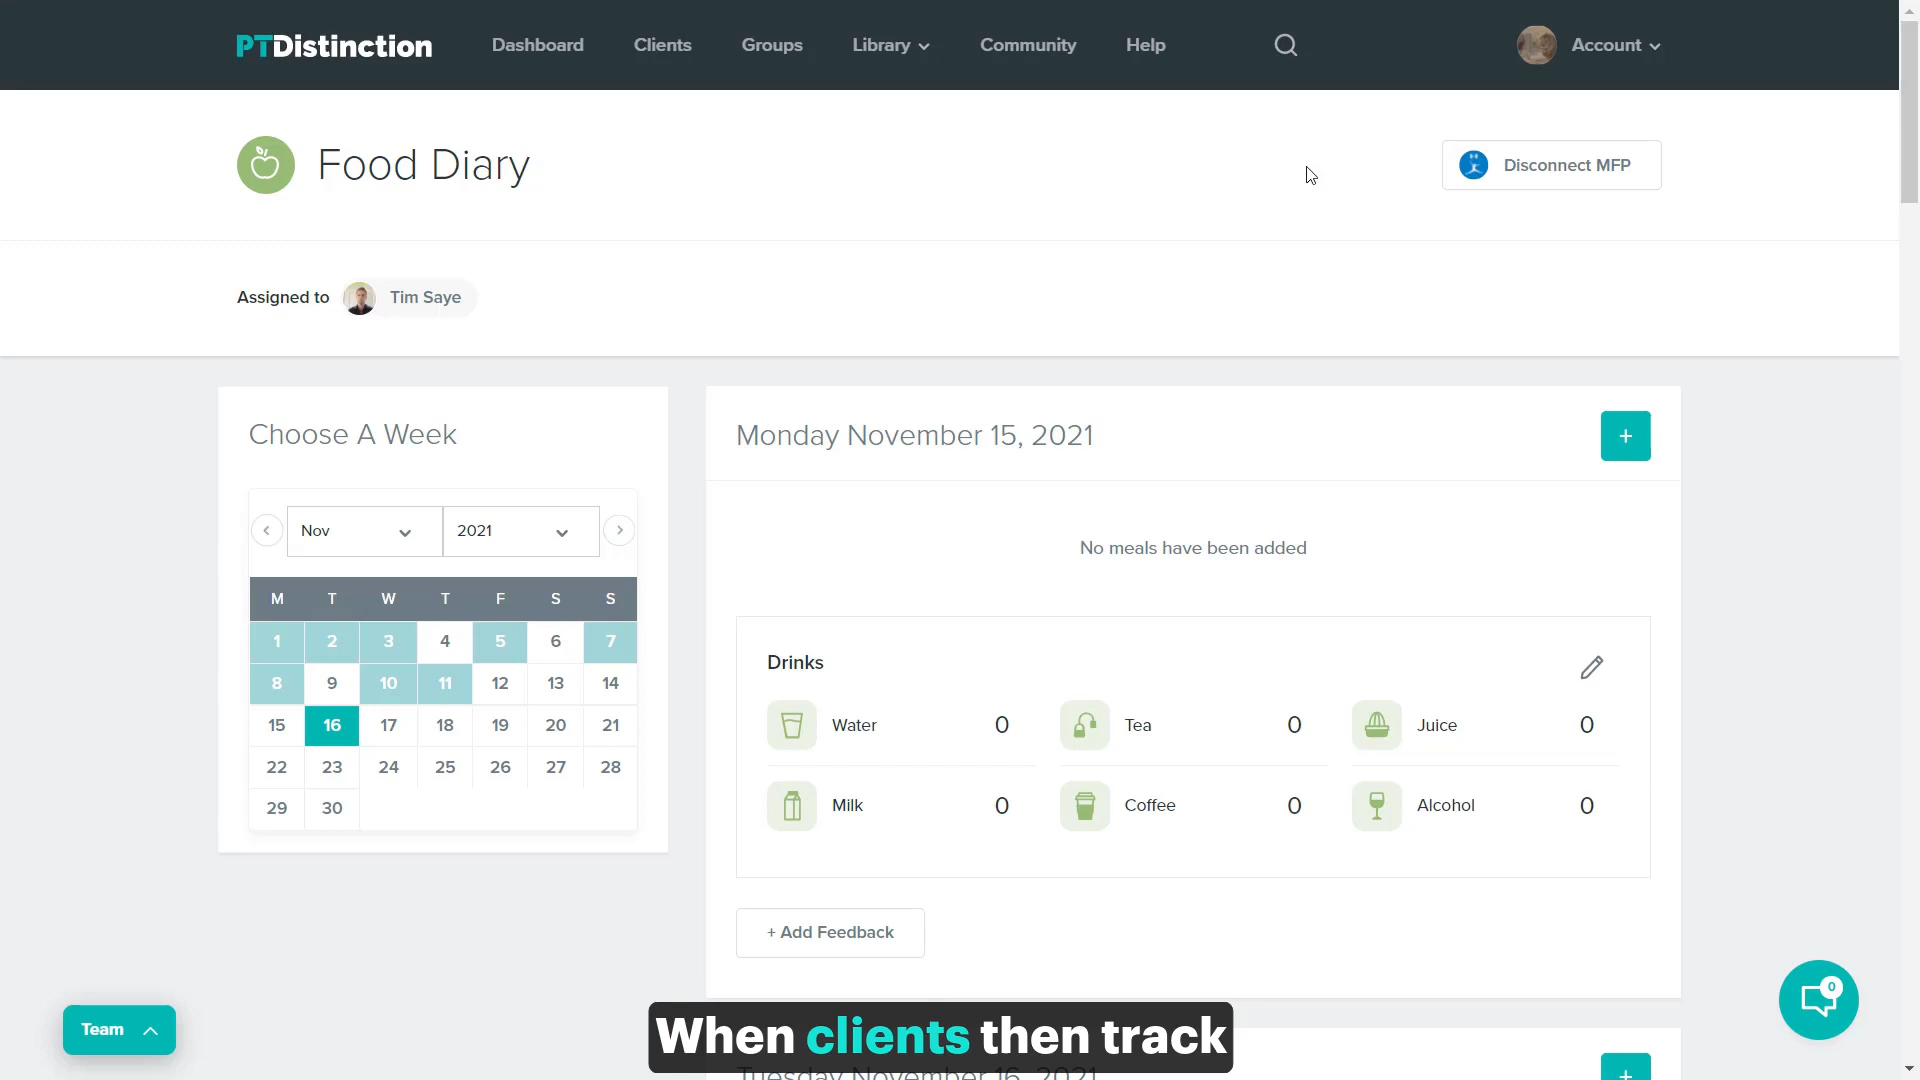 PTDistinction
Dashboard Clients Groups Library Community Help Account
Food Diary
Disconnect MFP
Assigned to Tim Saye
Choose A Week
Nov 2021
M T W T F S S
1 2 3 4 5 6 7
8 9 10 11 12 13 14
15 16 17 18 19 20 21
22 23 24 25 26 27 28
29 30
Monday November 15, 2021
+
No meals have been added
Drinks
Water 0 Tea 0 Juice 0
Milk 0 Coffee 0 Alcohol 0
+ Add Feedback
Team
0
When clients then track
Tuesday November 16, 2021
+